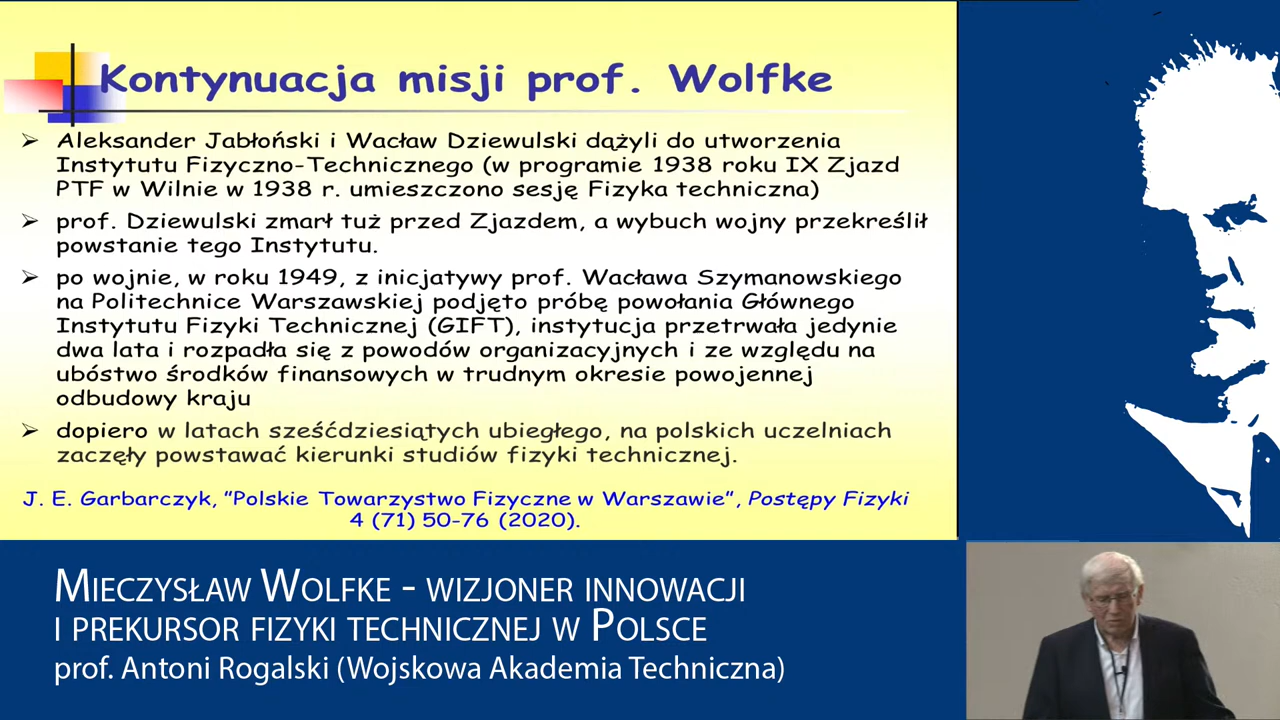 Kontynuacja misji prof. Wolfke
➢ Aleksander Jabłoński i Wacław Dziewulski dążyli do utworzenia
Instytutu Fizyczno-Technicznego (w programie 1938 roku IX Zjazd
PTF w Wilnie w 1938 r. umieszczono sesję Fizyka techniczna)
➢ prof. Dziewulski zmarł tuż przed Zjazdem, a wybuch wojny przekreślił
powstanie tego Instytutu.
➢ po wojnie, w roku 1949, z inicjatywy prof. Wacława Szymanowskiego
na Politechnice Warszawskiej podjęto próbę powołania Głównego
Instytutu Fizyki Technicznej (GIFT), instytucja przetrwała jedynie
dwa lata i rozpadła się z powodów organizacyjnych i ze względu na
ubóstwo środków finansowych w trudnym okresie powojennej
odbudowy kraju
➢ dopiero w latach sześćdziesiątych ubiegłego, na polskich uczelniach
zaczęły powstawać kierunki studiów fizyki technicznej.
J. E. Garbarczyk, "Polskie Towarzystwo Fizyczne w Warszawie", Postępy Fizyki
4 (71) 50-76 (2020).
Mieczysław Wolfke - wizjoner innowacji
i prekursor fizyki technicznej w Polsce
prof. Antoni Rogalski (Wojskowa Akademia Techniczna)